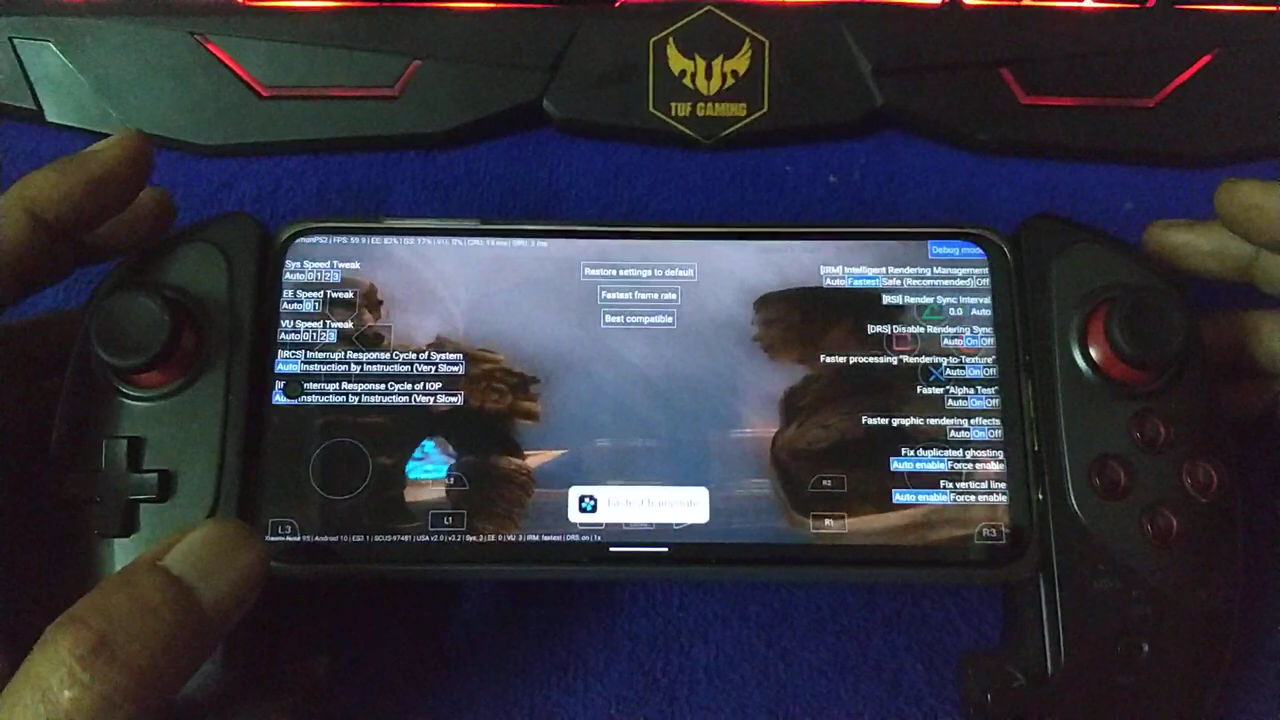 TUF GAMING
Sys Speed Tweak
Auto 0 1 2 3
EE Speed Tweak
Auto 0 1
VU Speed Tweak
Auto 0 1 2 3
[IRCS] Interrupt Response Cycle of System
Auto Instruction by Instruction (Very Slow)
Interrupt Response Cycle of IOP
Instruction by Instruction (Very Slow)
Restore settings to default
Fastest frame rate
Best compatible
Debug mode
[IRM] Intelligent Rendering Management
Auto Fastest Safe (Recommended) Off
[RSI] Render Sync Interval
0.0 Auto
[DRS] Disable Rendering Sync
Auto On Off
Faster processing "Rendering-to-Texture"
Auto On Off
Faster "Alpha Test"
Auto On Off
Faster graphic rendering effects
Auto On Off
Fix duplicated ghosting
Auto enable Force enable
Fix vertical line
Auto enable Force enable
L2
R2
L1
R1
L3
R3